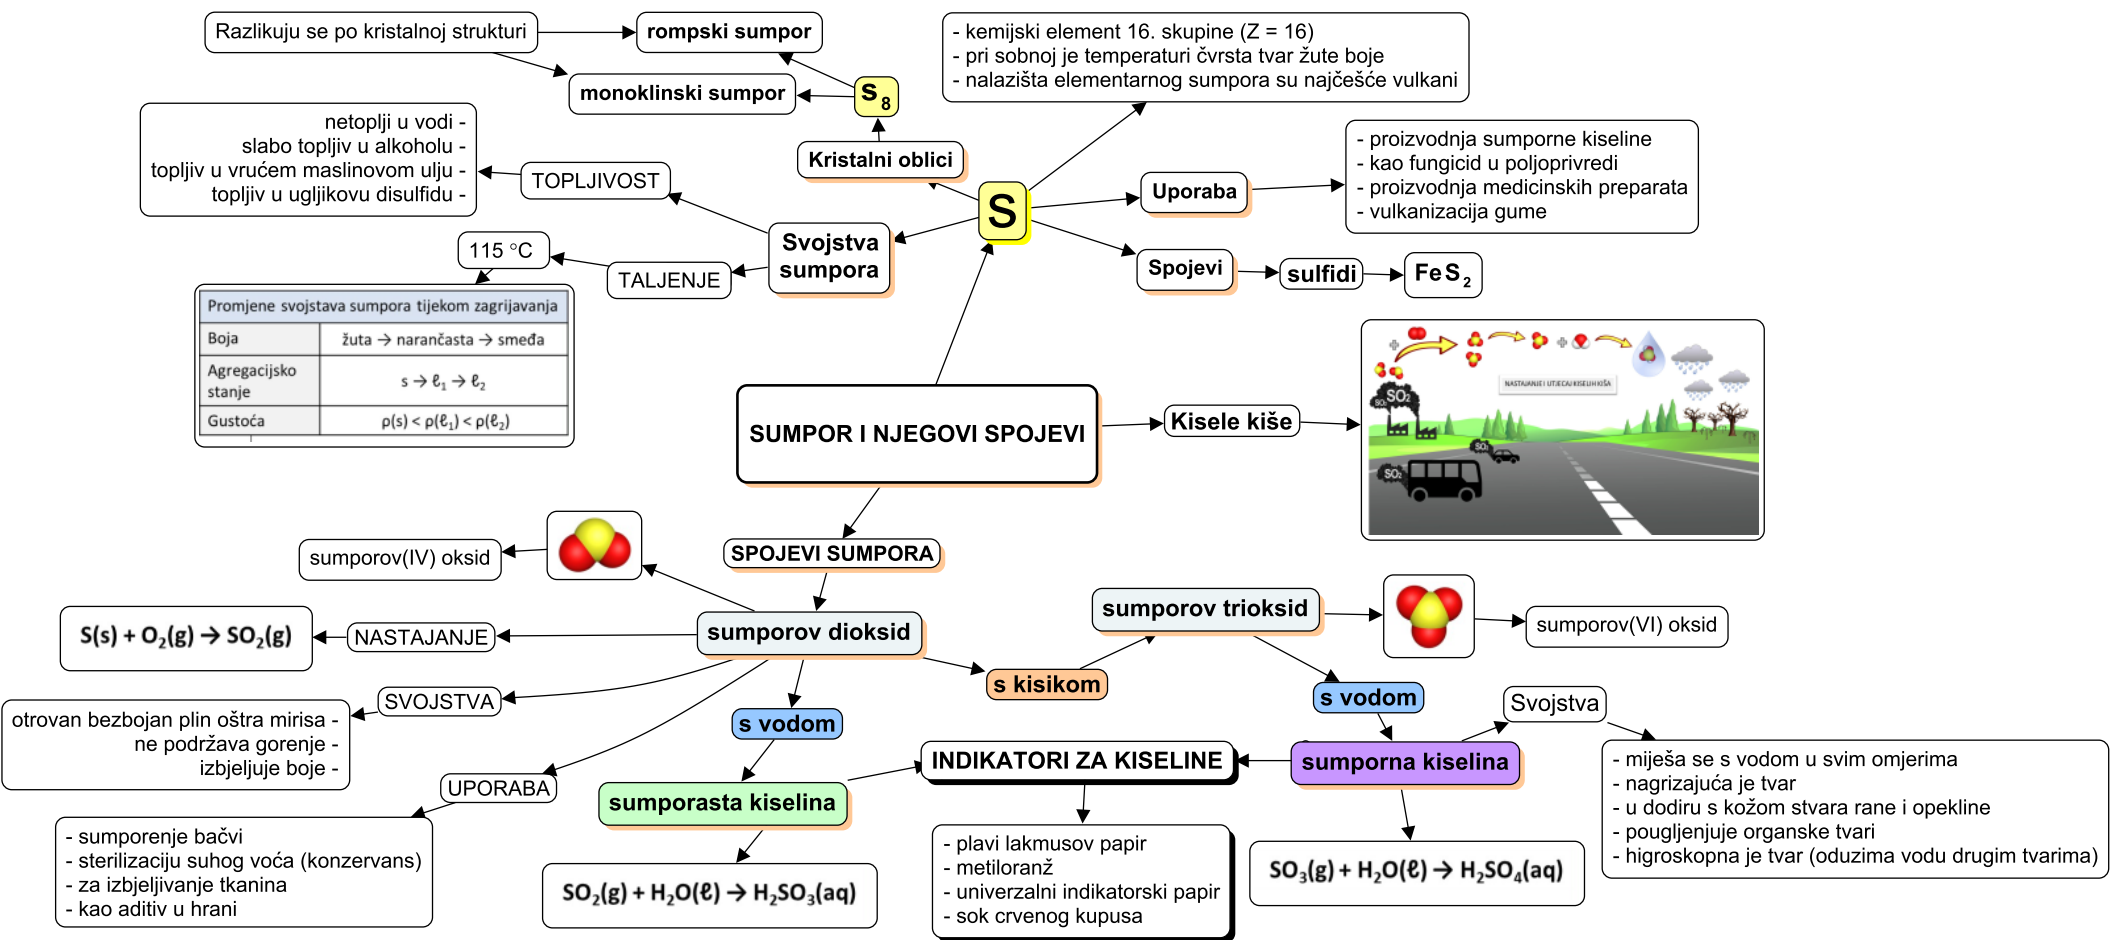 Razlikuju se po kristalnoj strukturi
rompski sumpor
monoklinski sumpor
S8
Kristalni oblici
- kemijski element 16. skupine (Z = 16)
- pri sobnoj je temperaturi čvrsta tvar žute boje
- nalazišta elementarnog sumpora su najčešće vulkani
netoplji u vodi -
slabo topljiv u alkoholu -
topljiv u vrućem maslinovom ulju -
topljiv u ugljikovu disulfidu -
TOPLJIVOST
S
Uporaba
- proizvodnja sumporne kiseline
- kao fungicid u poljoprivredi
- proizvodnja medicinskih preparata
- vulkanizacija gume
Svojstva
sumpora
115 °C
TALJENJE
Spojevi
sulfidi
FeS2
Promjene svojstava sumpora tijekom zagrijavanja
Boja
žuta → narančasta → smeđa
Agregacijsko
stanje
s → ℓ1 → ℓ2
Gustoća
ρ(s) < ρ(ℓ1) < ρ(ℓ2)
SUMPOR I NJEGOVI SPOJEVI
Kisele kiše
NASTAJANJE I UTJECAJ KISELIH KIŠA
SO2
SO2
SO2
SO2
SPOJEVI SUMPORA
sumporov(IV) oksid
sumporov dioksid
NASTAJANJE
S(s) + O2(g) → SO2(g)
sumporov trioksid
sumporov(VI) oksid
s kisikom
s vodom
SVOJSTVA
otrovan bezbojan plin oštra mirisa -
ne podržava gorenje -
izbjeljuje boje -
s vodom
Svojstva
INDIKATORI ZA KISELINE
sumporna kiselina
- miješa se s vodom u svim omjerima
- nagrizajuća je tvar
- u dodiru s kožom stvara rane i opekline
- pougljenjuje organske tvari
- higroskopna je tvar (oduzima vodu drugim tvarima)
UPORABA
sumporasta kiselina
- sumporenje bačvi
- sterilizaciju suhog voća (konzervans)
- za izbjeljivanje tkanina
- kao aditiv u hrani
SO2(g) + H2O(ℓ) → H2SO3(aq)
- plavi lakmusov papir
- metiloranž
- univerzalni indikatorski papir
- sok crvenog kupusa
SO3(g) + H2O(ℓ) → H2SO4(aq)